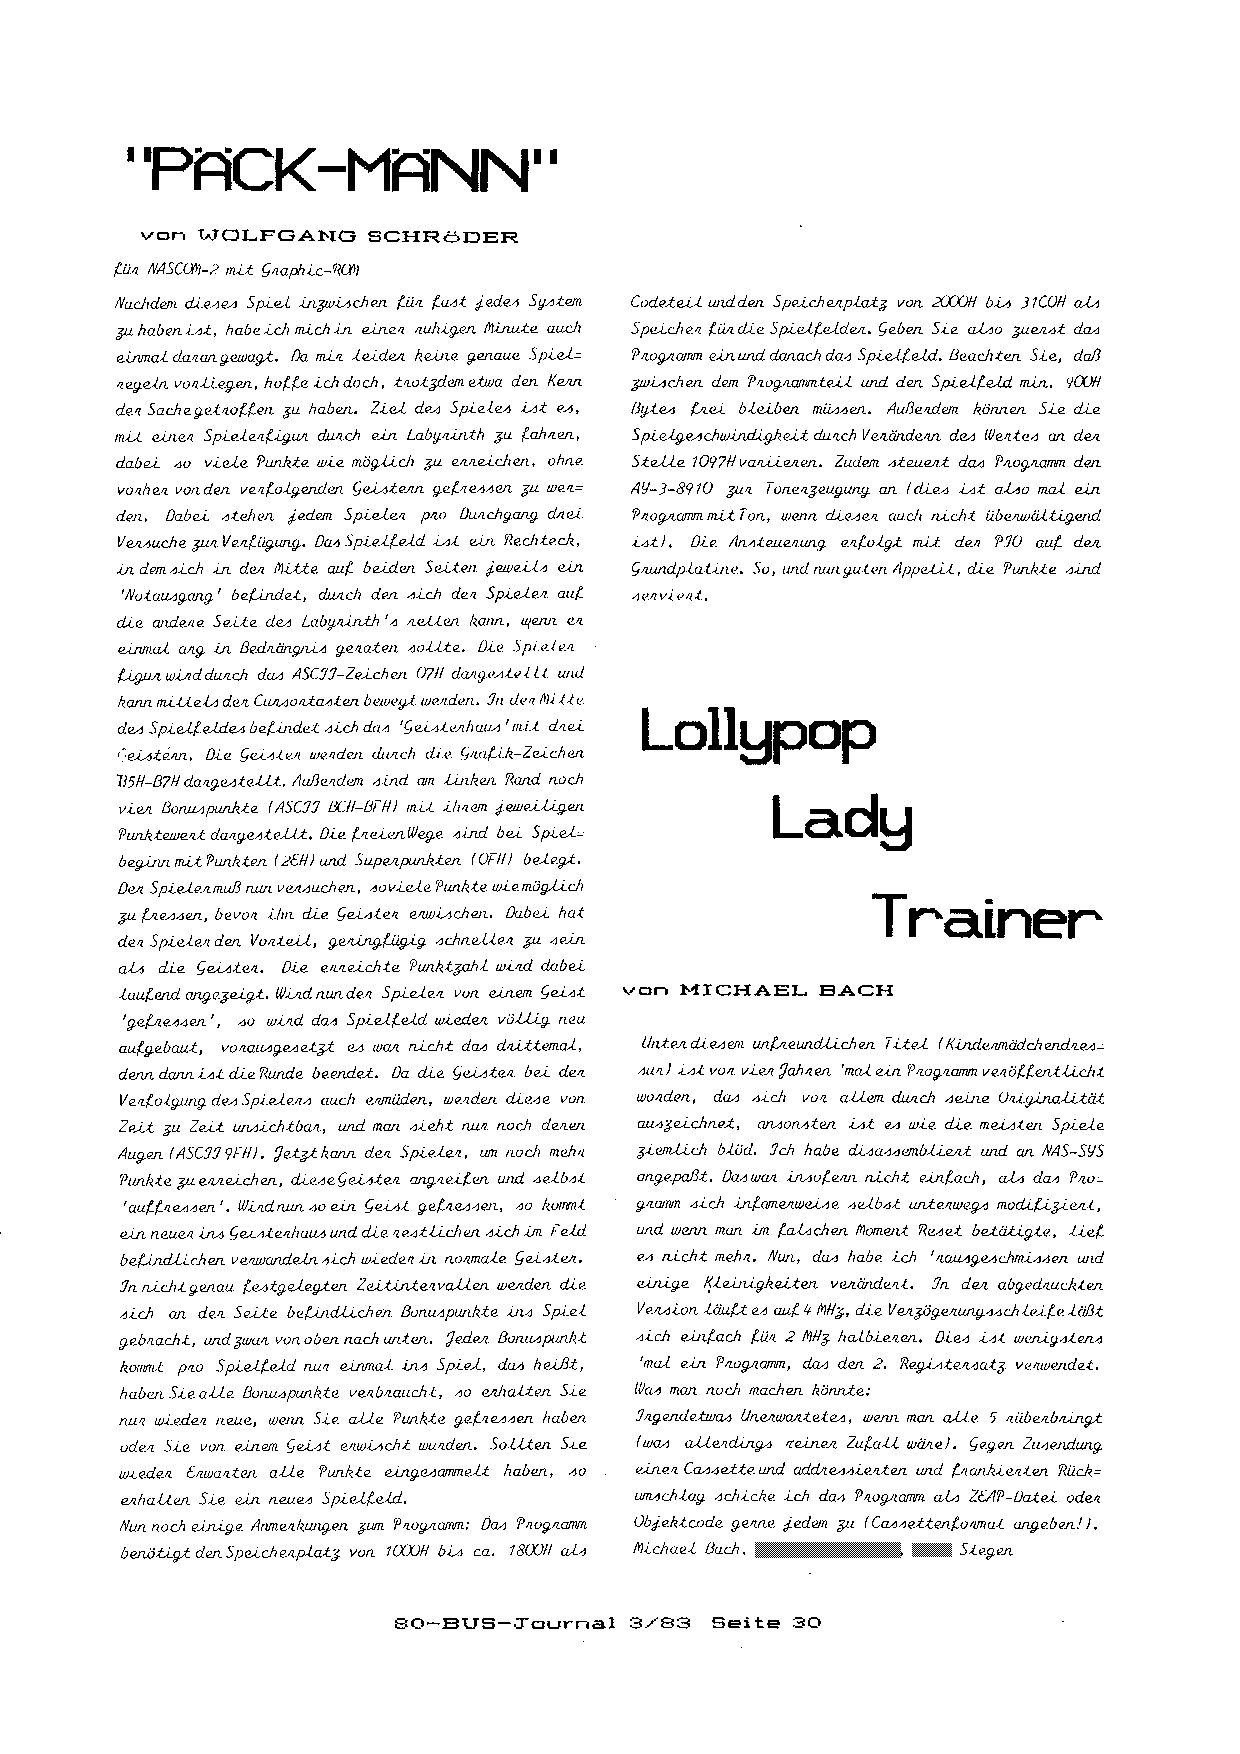 "PÄCK-MÄNN"
von WOLFGANG SCHRöDER
für NASCOM-2 mit Graphic-ROM
Nachdem dieses Spiel inzwischen für fast jedes System
zu haben ist, habe ich mich in einer ruhigen Minute auch
einmal daran gewagt. Da mir leider keine genaue Spiel=
regeln vorliegen, hoffe ich doch, trotzdem etwa den Kern
der Sache getroffen zu haben. Ziel des Spieles ist es,
mit einer Spielerfigur durch ein Labyrinth zu fahren,
dabei so viele Punkte wie möglich zu erreichen, ohne
vorher von den verfolgenden Geistern gefressen zu wer=
den. Dabei stehen jedem Spieler pro Durchgang drei
Versuche zur Verfügung. Das Spielfeld ist ein Rechteck,
in dem sich in der Mitte auf beiden Seiten jeweils ein
'Notausgang' befindet, durch den sich der Spieler auf
die andere Seite des Labyrinth's retten kann, wenn er
einmal arg in Bedrängnis geraten sollte. Die Spieler
figur wird durch das ASCII-Zeichen 07H dargestellt und
kann mittels der Cursortasten bewegt werden. In der Mitte
des Spielfeldes befindet sich das 'Geisterhaus' mit drei
Geistern. Die Geister werden durch die Grafik-Zeichen
B5H-B7H dargestellt. Außerdem sind am linken Rand noch
vier Bonuspunkte (ASCII BCH-BFH) mit ihrem jeweiligen
Punktewert dargestellt. Die freien Wege sind bei Spiel=
beginn mit Punkten (2EH) und Superpunkten (0FH) belegt.
Der Spieler muß nun versuchen, soviele Punkte wie möglich
zu fressen, bevor ihn die Geister erwischen. Dabei hat
der Spieler den Vorteil, geringfügig schneller zu sein
als die Geister. Die erreichte Punktzahl wird dabei
laufend angezeigt. Wird nun der Spieler von einem Geist
'gefressen', so wird das Spielfeld wieder völlig neu
aufgebaut, vorausgesetzt es war nicht das drittemal,
denn dann ist die Runde beendet. Da die Geister bei der
Verfolgung des Spielers auch ermüden, werden diese von
Zeit zu Zeit unsichtbar, und man sieht nur noch deren
Augen (ASCII 9FH). Jetzt kann der Spieler, um noch mehr
Punkte zu erreichen, diese Geister angreifen und selbst
'auffressen'. Wird nun so ein Geist gefressen, so kommt
ein neuer ins Geisterhaus und die restlichen sich im Feld
befindlichen verwandeln sich wieder in normale Geister.
In nicht genau festgelegten Zeitintervallen werden die
sich an der Seite befindlichen Bonuspunkte ins Spiel
gebracht, und zwar von oben nach unten. Jeder Bonuspunkt
kommt pro Spielfeld nur einmal ins Spiel, das heißt,
haben Sie alle Bonuspunkte verbraucht, so erhalten Sie
nur wieder neue, wenn Sie alle Punkte gefressen haben
oder Sie von einem Geist erwischt wurden. Sollten Sie
wieder Erwarten alle Punkte eingesammelt haben, so
erhalten Sie ein neues Spielfeld.
Nun noch einige Anmerkungen zum Programm: Das Programm
benötigt den Speicherplatz von 1000H bis ca. 1800H als
Codeteil und den Speicherplatz von 2000H bis 31C0H als
Speicher für die Spielfelder. Geben Sie also zuerst das
Programm ein und danach das Spielfeld. Beachten Sie, daß
zwischen dem Programmteil und den Spielfeld min. 400H
Bytes frei bleiben müssen. Außerdem können Sie die
Spielgeschwindigkeit durch Verändern des Wertes an der
Stelle 1097H variieren. Zudem steuert das Programm den
AY-3-8910 zur Tonerzeugung an (dies ist also mal ein
Programm mit Ton, wenn dieser auch nicht überwältigend
ist). Die Ansteuerung erfolgt mit der PIO auf der
Grundplatine. So, und nun guten Appetit, die Punkte sind
serviert.
Lollypop
Lady
Trainer
von MICHAEL BACH
Unter diesem unfreundlichen Titel (Kindermädchendres=
sur) ist vor vier Jahren 'mal ein Programm veröffentlicht
worden, das sich vor allem durch seine Originalität
auszeichnet, ansonsten ist es wie die meisten Spiele
ziemlich blöd. Ich habe disassembliert und an NAS-SYS
angepaßt. Das war insofern nicht einfach, als das Pro-
gramm sich infamerweise selbst unterwegs modifiziert,
und wenn man im falschen Moment Reset betätigte, lief
es nicht mehr. Nun, das habe ich 'rausgeschmissen und
einige Kleinigkeiten verändert. In der abgedruckten
Version läuft es auf 4 MHz, die Verzögerungsschleife läßt
sich einfach für 2 MHz halbieren. Dies ist wenigstens
'mal ein Programm, das den 2. Registersatz verwendet.
Was man noch machen könnte:
Irgendetwas Unerwartetes, wenn man alle 5 rüberbringt
(was allerdings reiner Zufall wäre). Gegen Zusendung
einer Cassette und addressierten und frankierten Rück=
umschlag schicke ich das Programm als ZEAP-Datei oder
Objektcode gerne jedem zu (Cassettenformat angeben!).
Michael Bach, , Siegen
80-BUS-Journal 3/83 Seite 30